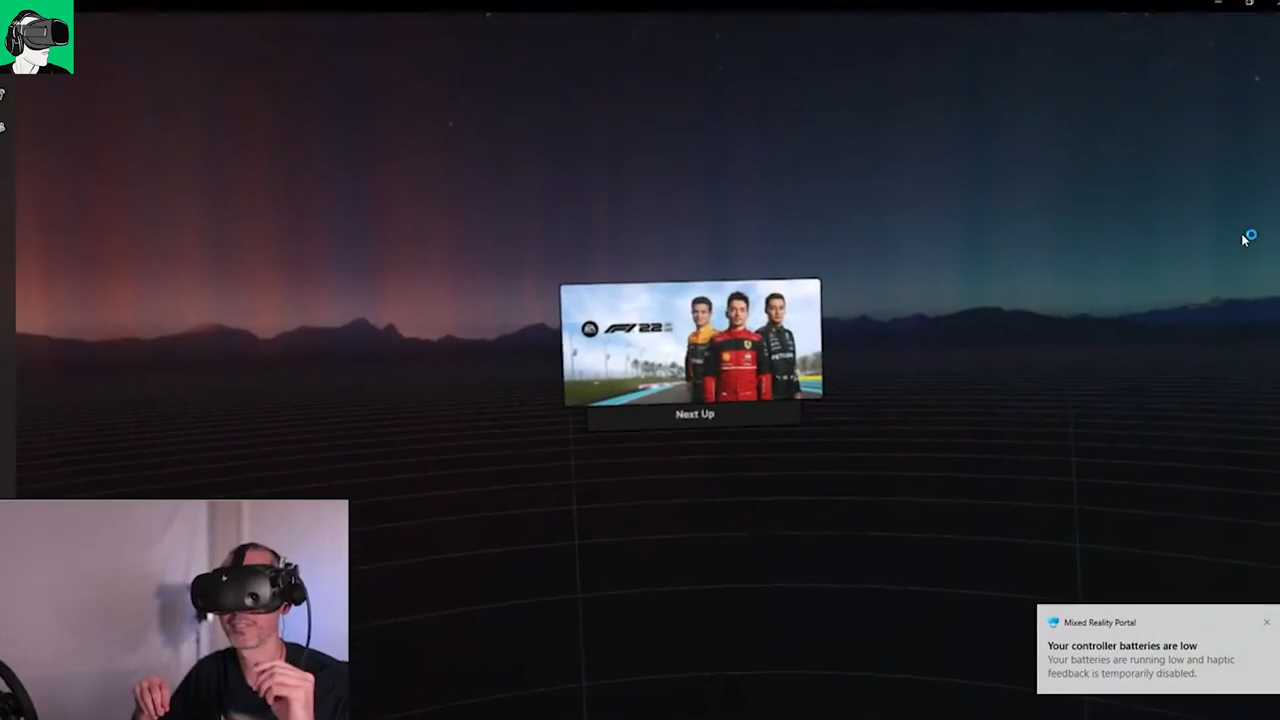 F1 22
PETRON
Next Up
Mixed Reality Portal
Your controller batteries are low
Your batteries are running low and haptic
feedback is temporarily disabled.